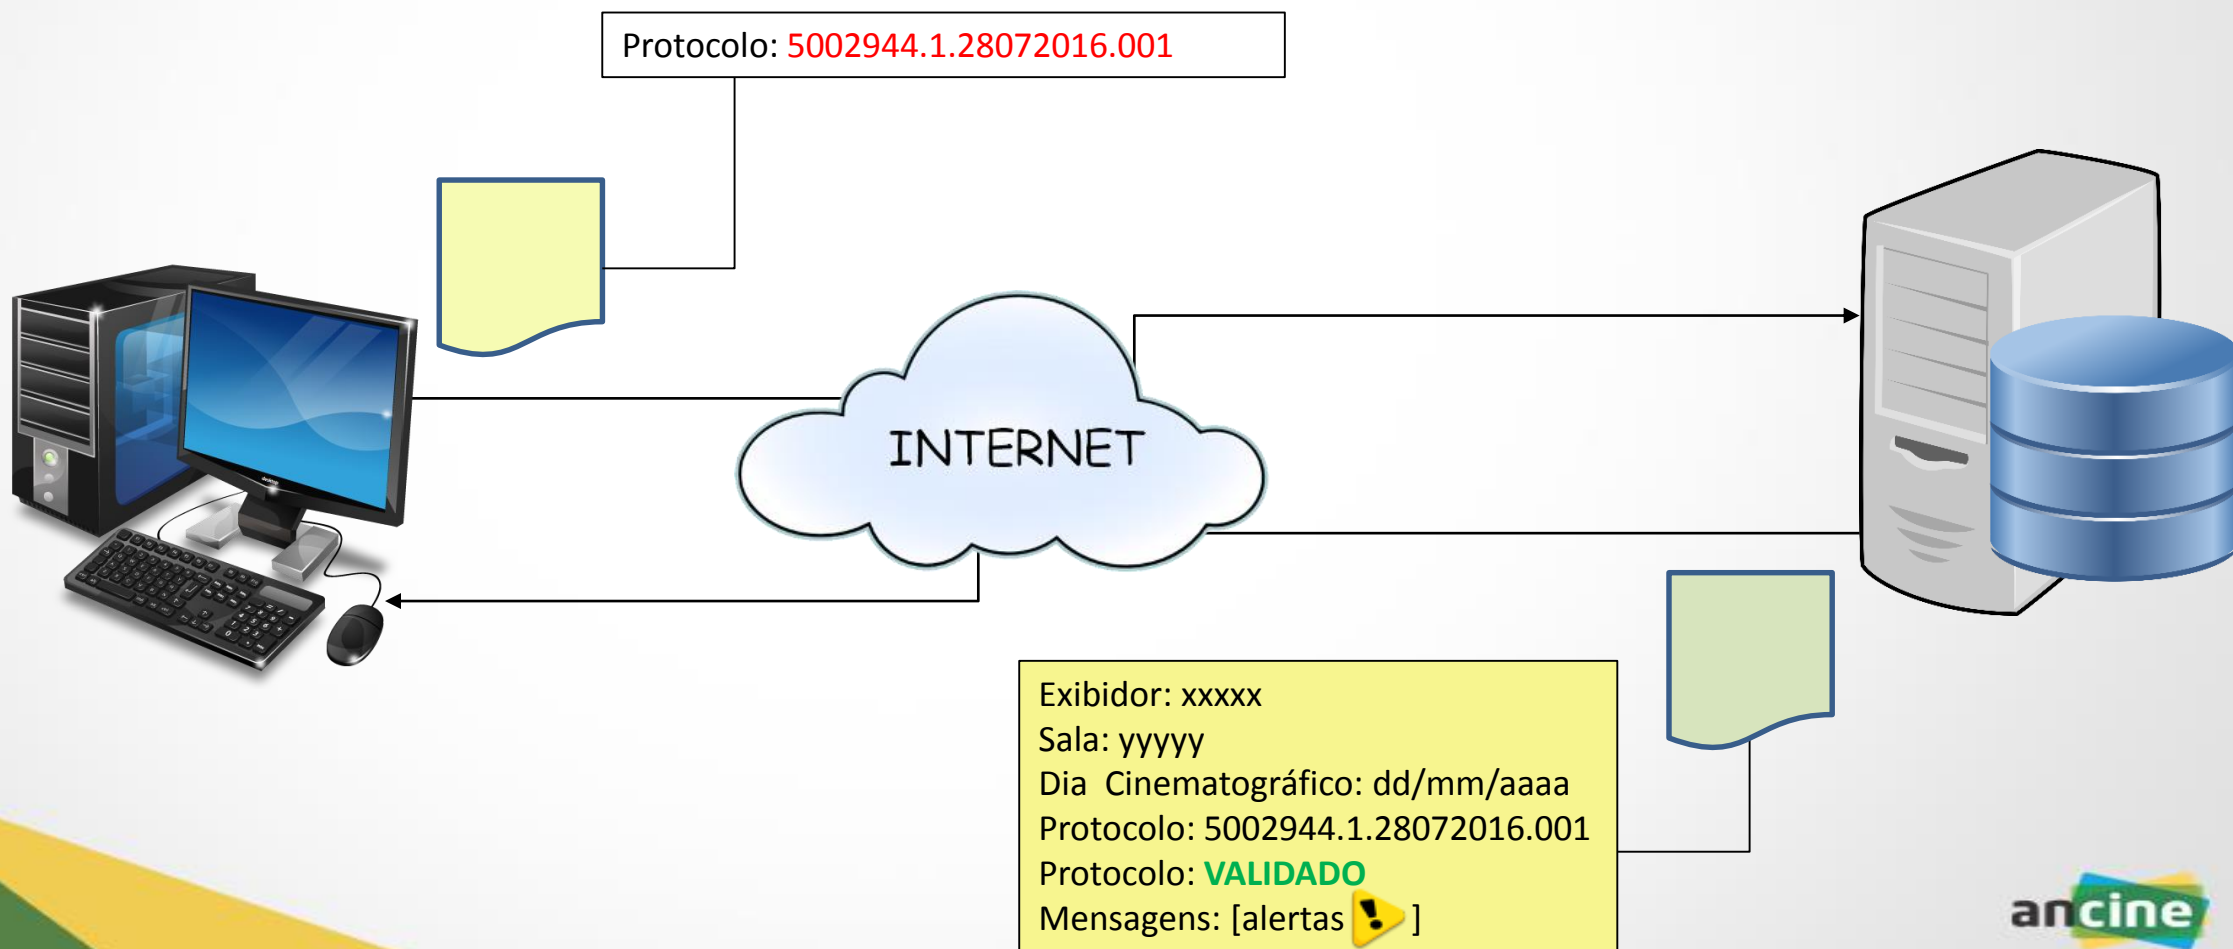 Protocolo: 5002944.1.28072016.001
INTERNET
Exibidor: xxxxx
Sala: yyyyy
Dia  Cinematográfico: dd/mm/aaaa
Protocolo: 5002944.1.28072016.001
Protocolo: VALIDADO
Mensagens: [alertas ! ]
ancine